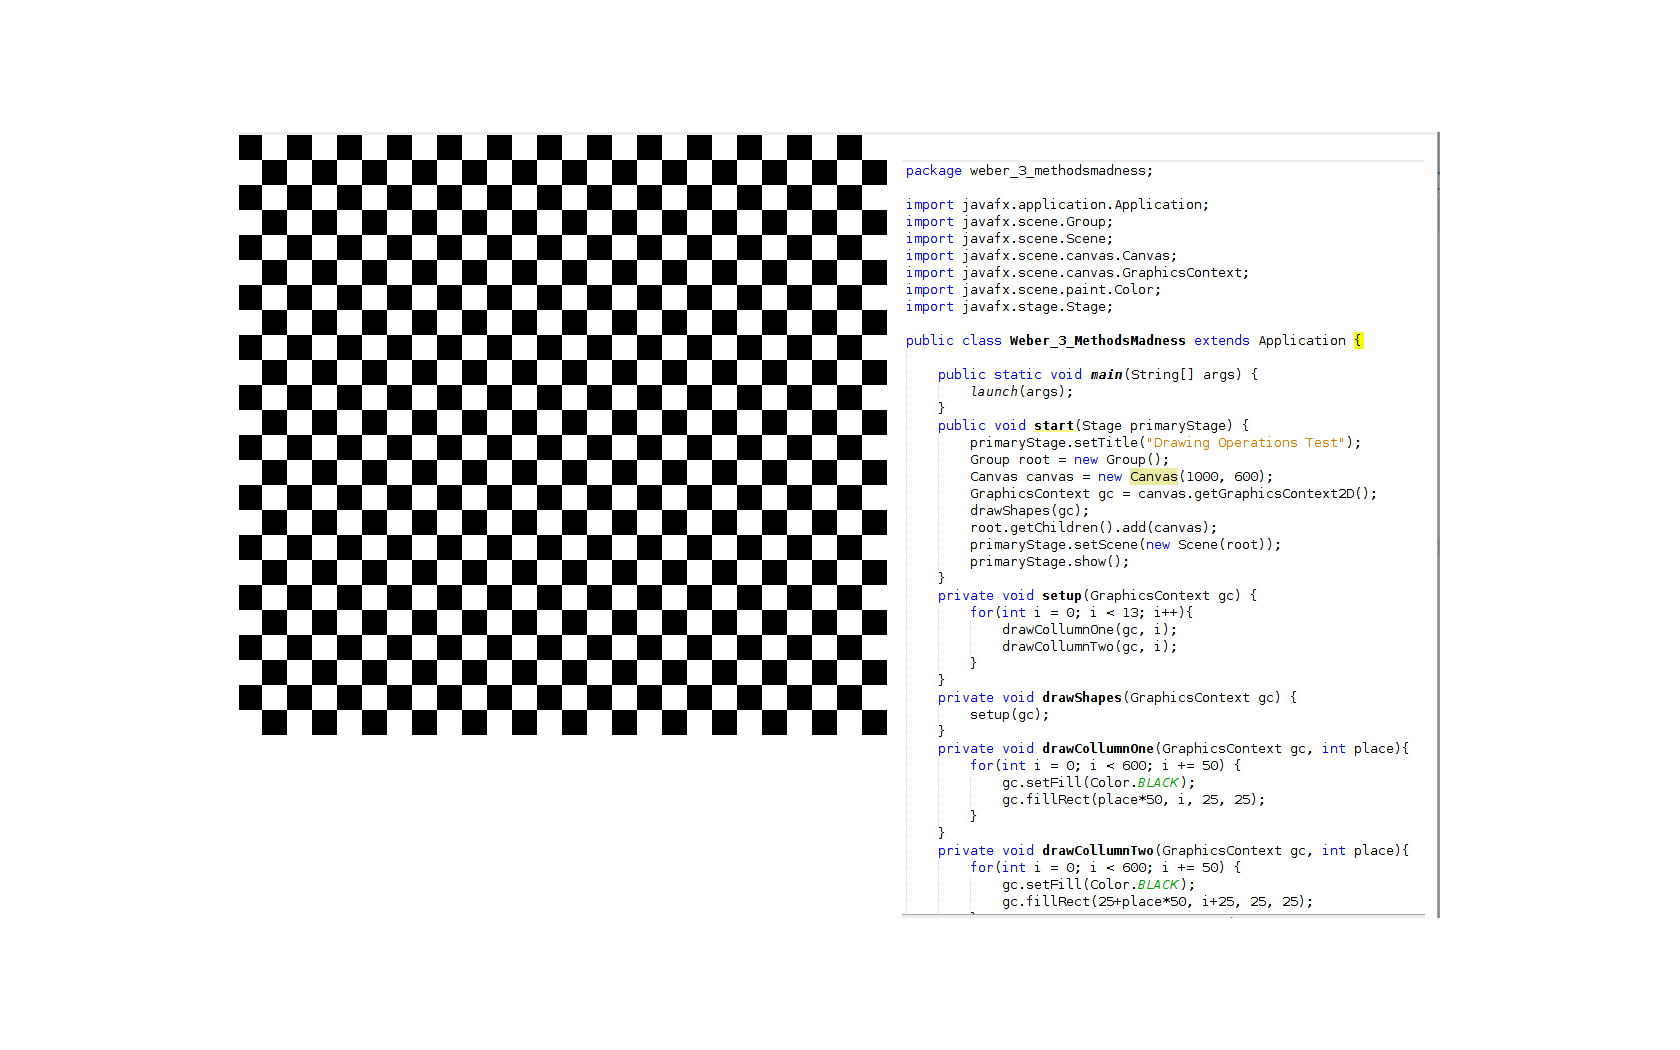 package weber_3_methodsmadness;
import javafx.application.Application;
import javafx.scene.Group;
import javafx.scene.Scene;
import javafx.scene.canvas.Canvas;
import javafx.scene.canvas.GraphicsContext;
import javafx.scene.paint.Color;
import javafx.stage.Stage;
public class Weber_3_MethodsMadness extends Application {
public static void main(String[] args) {
launch(args);
}
public void start(Stage primaryStage) {
primaryStage.setTitle("Drawing Operations Test");
Group root = new Group();
Canvas canvas = new Canvas(1000, 600);
GraphicsContext gc = canvas.getGraphicsContext2D();
drawShapes(gc);
root.getChildren().add(canvas);
primaryStage.setScene(new Scene(root));
primaryStage.show();
}
private void setup(GraphicsContext gc) {
for(int i = 0; i < 13; i++){
drawCollumnOne(gc, i);
drawCollumnTwo(gc, i);
}
}
private void drawShapes(GraphicsContext gc) {
setup(gc);
}
private void drawCollumnOne(GraphicsContext gc, int place){
for(int i = 0; i < 600; i += 50) {
gc.setFill(Color.BLACK);
gc.fillRect(place*50, i, 25, 25);
}
}
private void drawCollumnTwo(GraphicsContext gc, int place){
for(int i = 0; i < 600; i += 50) {
gc.setFill(Color.BLACK);
gc.fillRect(25+place*50, i+25, 25, 25);